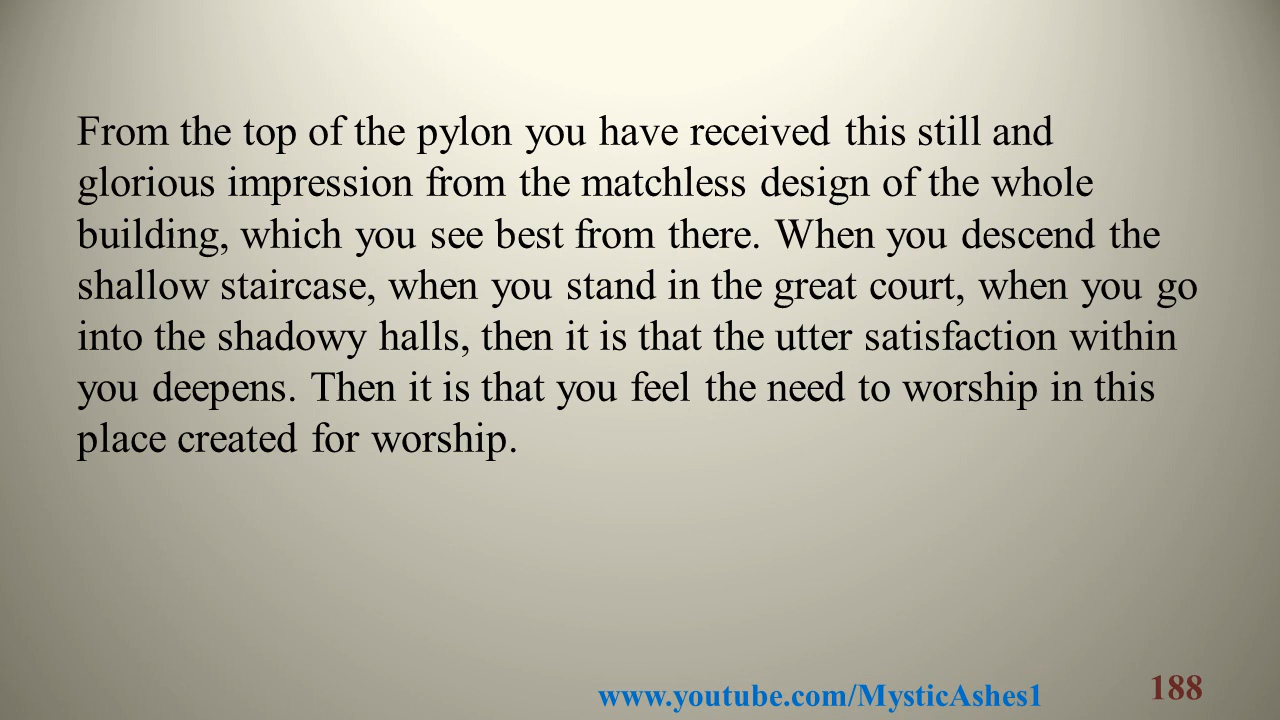 From the top of the pylon you have received this still and
glorious impression from the matchless design of the whole
building, which you see best from there. When you descend the
shallow staircase, when you stand in the great court, when you go
into the shadowy halls, then it is that the utter satisfaction within
you deepens. Then it is that you feel the need to worship in this
place created for worship.
www.youtube.com/MysticAshes1
188